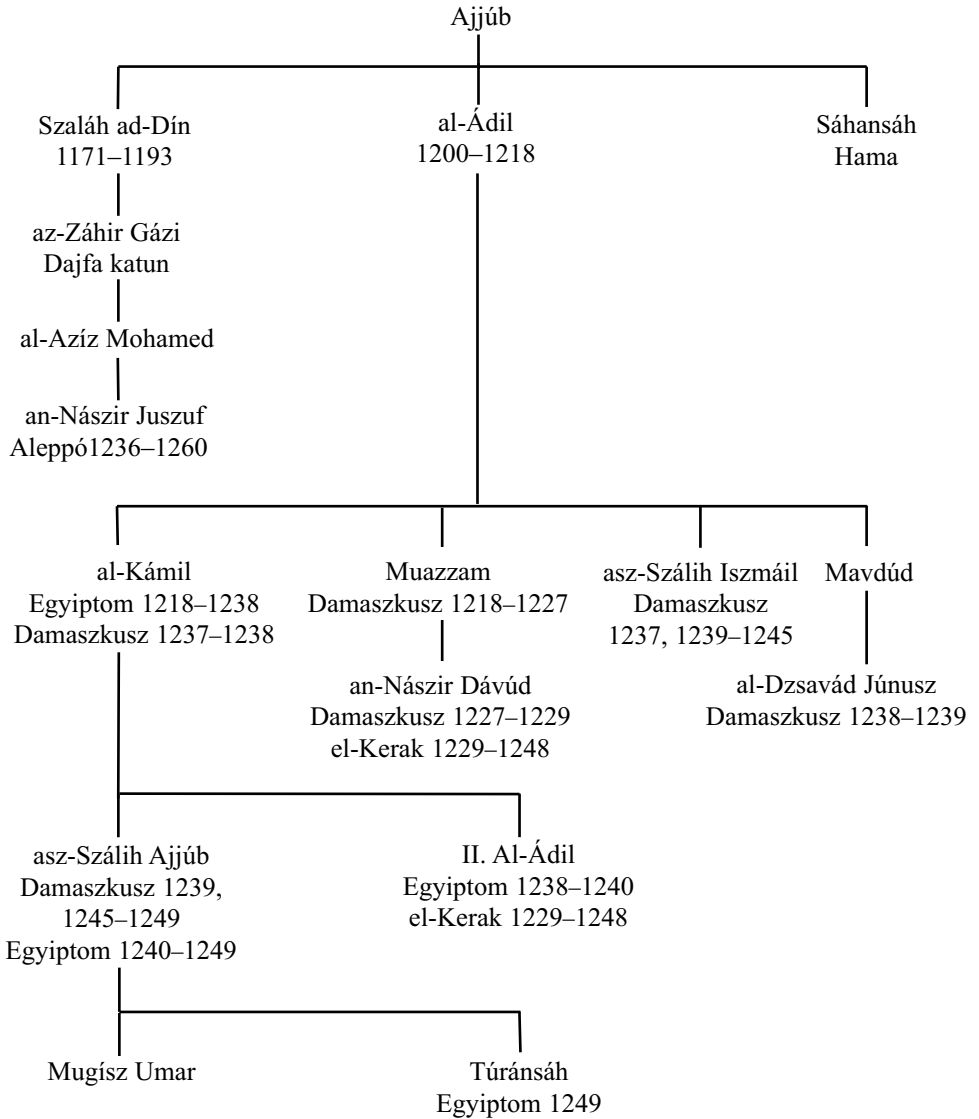 Ajjúb
Szaláh ad-Dín
1171–1193
al-Ádil
1200–1218
Sáhansáh
Hama
az-Záhir Gázi
Dajfa katun
al-Azíz Mohamed
an-Nászir Juszuf
Aleppó1236–1260
al-Kámil
Egyiptom 1218–1238
Damaszkusz 1237–1238
Muazzam
Damaszkusz 1218–1227
asz-Szálih Iszmáil
Damaszkusz
1237, 1239–1245
Mavdúd
an-Nászir Dávúd
Damaszkusz 1227–1229
el-Kerak 1229–1248
al-Dzsavád Júnusz
Damaszkusz 1238–1239
asz-Szálih Ajjúb
Damaszkusz 1239,
1245–1249
Egyiptom 1240–1249
II. Al-Ádil
Egyiptom 1238–1240
el-Kerak 1229–1248
Mugísz Umar
Túránsáh
Egyiptom 1249